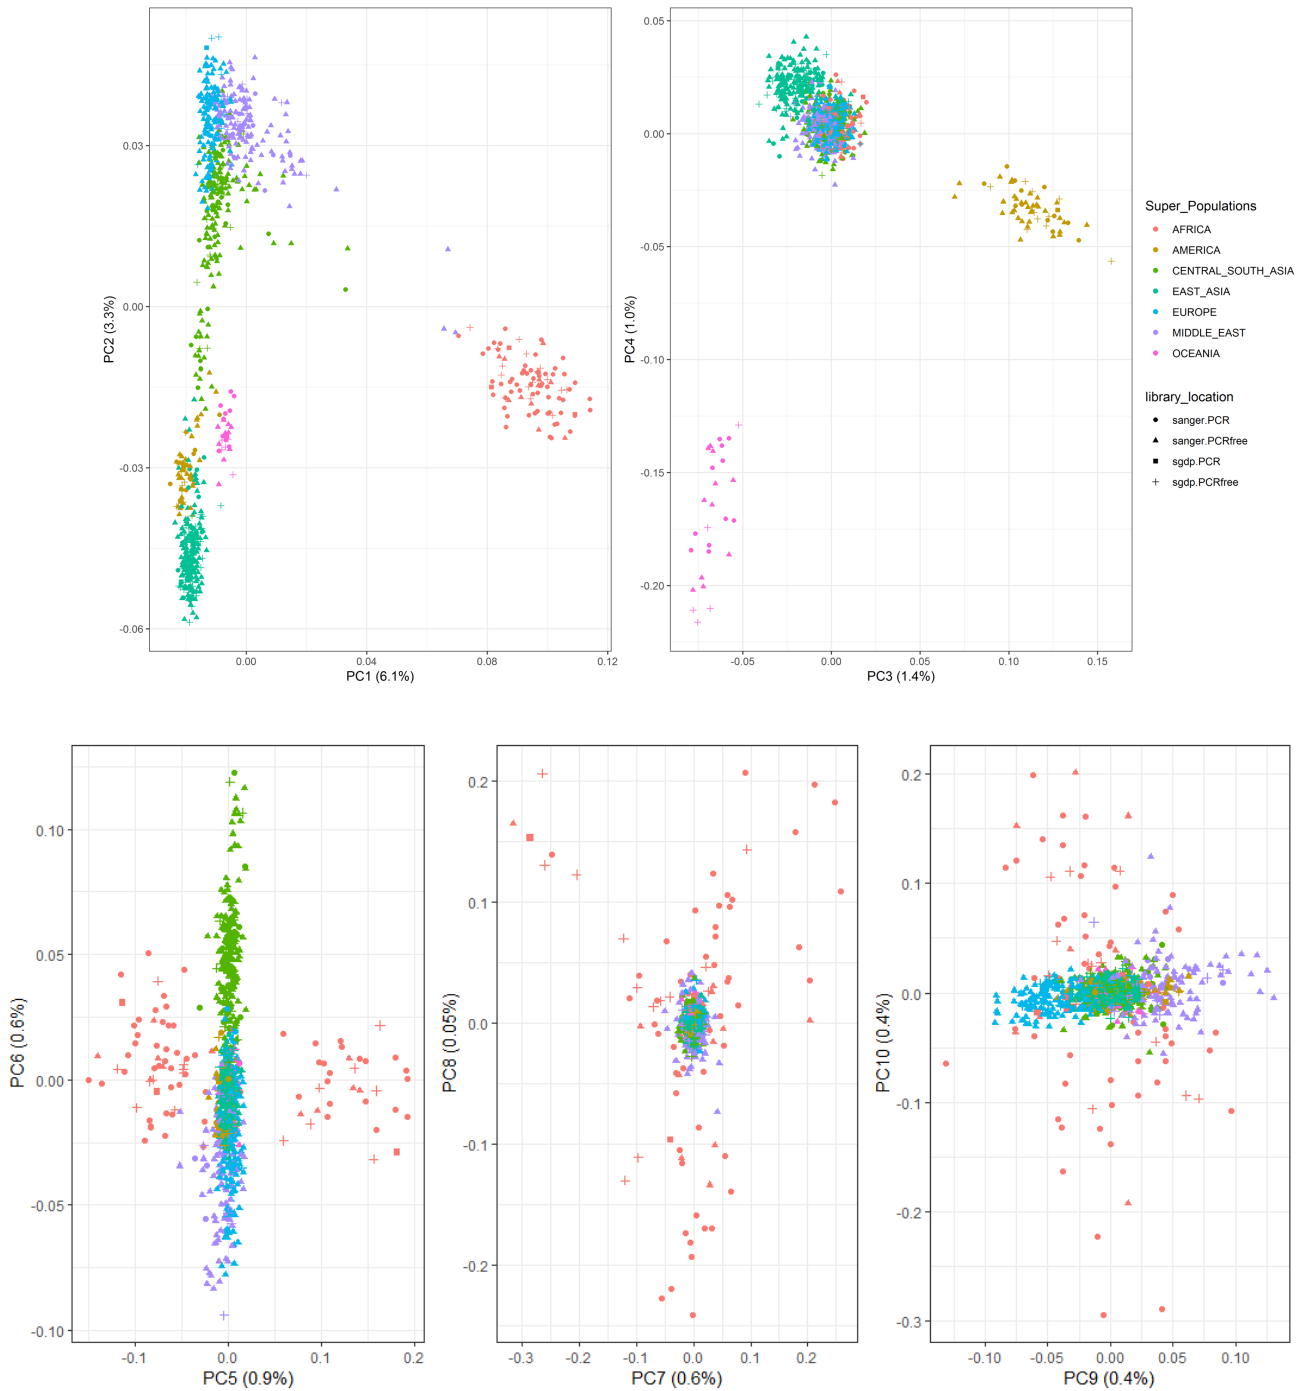 0.03
0.00
-0.03
-0.06
PC2 (3.3%)
0.00
0.04
0.08
0.12
PC1 (6.1%)
0.05
0.00
-0.05
-0.10
-0.15
-0.20
PC4 (1.0%)
-0.05
0.00
0.05
0.10
0.15
PC3 (1.4%)
Super_Populations
AFRICA
AMERICA
CENTRAL_SOUTH_ASIA
EAST_ASIA
EUROPE
MIDDLE_EAST
OCEANIA
library_location
sanger.PCR
sanger.PCRfree
sgdp.PCR
sgdp.PCRfree
0.10
0.05
0.00
-0.05
-0.10
PC6 (0.6%)
-0.1
0.0
0.1
0.2
PC5 (0.9%)
0.2
0.1
0.0
-0.1
-0.2
PC8 (0.05%)
-0.3
-0.2
-0.1
0.0
0.1
0.2
PC7 (0.6%)
0.2
0.1
0.0
-0.1
-0.2
-0.3
PC10 (0.4%)
-0.10
-0.05
0.00
0.05
0.10
PC9 (0.4%)